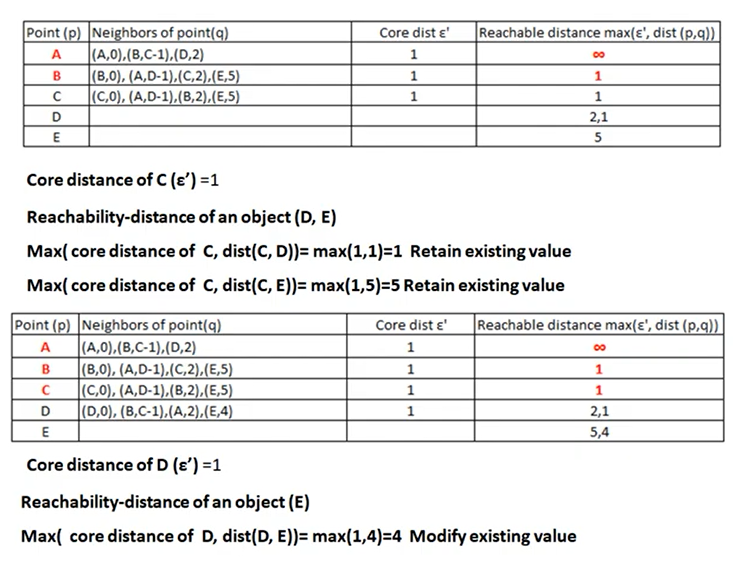 Point (p) Neighbors of point(q) Core dist ε' Reachable distance max(ε', dist (p,q))
A (A,0),(B,C-1),(D,2) 1 ∞
B (B,0), (A,D-1),(C,2),(E,5) 1 1
C (C,0), (A,D-1),(B,2),(E,5) 1 1
D 2,1
E 5
Core distance of C (ε’) =1
Reachability-distance of an object (D, E)
Max( core distance of C, dist(C, D))= max(1,1)=1 Retain existing value
Max( core distance of C, dist(C, E))= max(1,5)=5 Retain existing value
Point (p) Neighbors of point(q) Core dist ε' Reachable distance max(ε', dist (p,q))
A (A,0),(B,C-1),(D,2) 1 ∞
B (B,0), (A,D-1),(C,2),(E,5) 1 1
C (C,0), (A,D-1),(B,2),(E,5) 1 1
D (D,0), (B,C-1),(A,2),(E,4) 1 2,1
E 5,4
Core distance of D (ε’) =1
Reachability-distance of an object (E)
Max( core distance of D, dist(D, E))= max(1,4)=4 Modify existing value